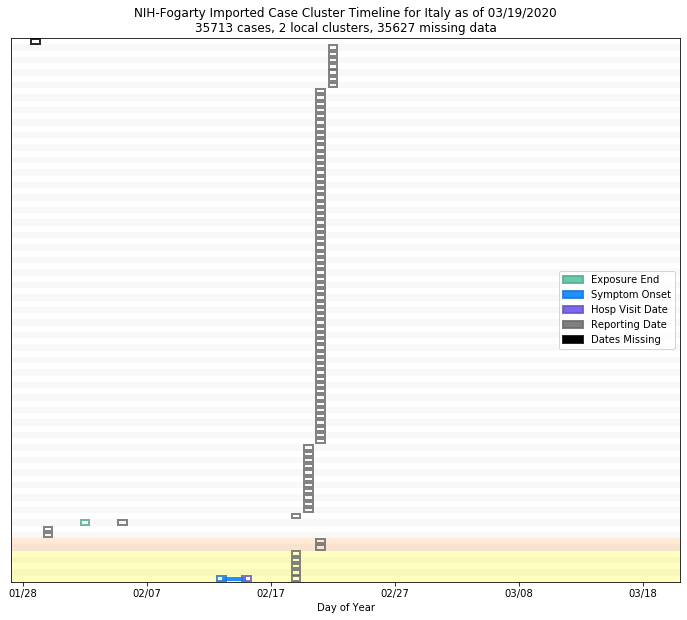 NIH-Fogarty Imported Case Cluster Timeline for Italy as of 03/19/2020
35713 cases, 2 local clusters, 35627 missing data
Exposure End
Symptom Onset
Hosp Visit Date
Reporting Date
Dates Missing
01/28 02/07 02/17 02/27 03/08 03/18
Day of Year